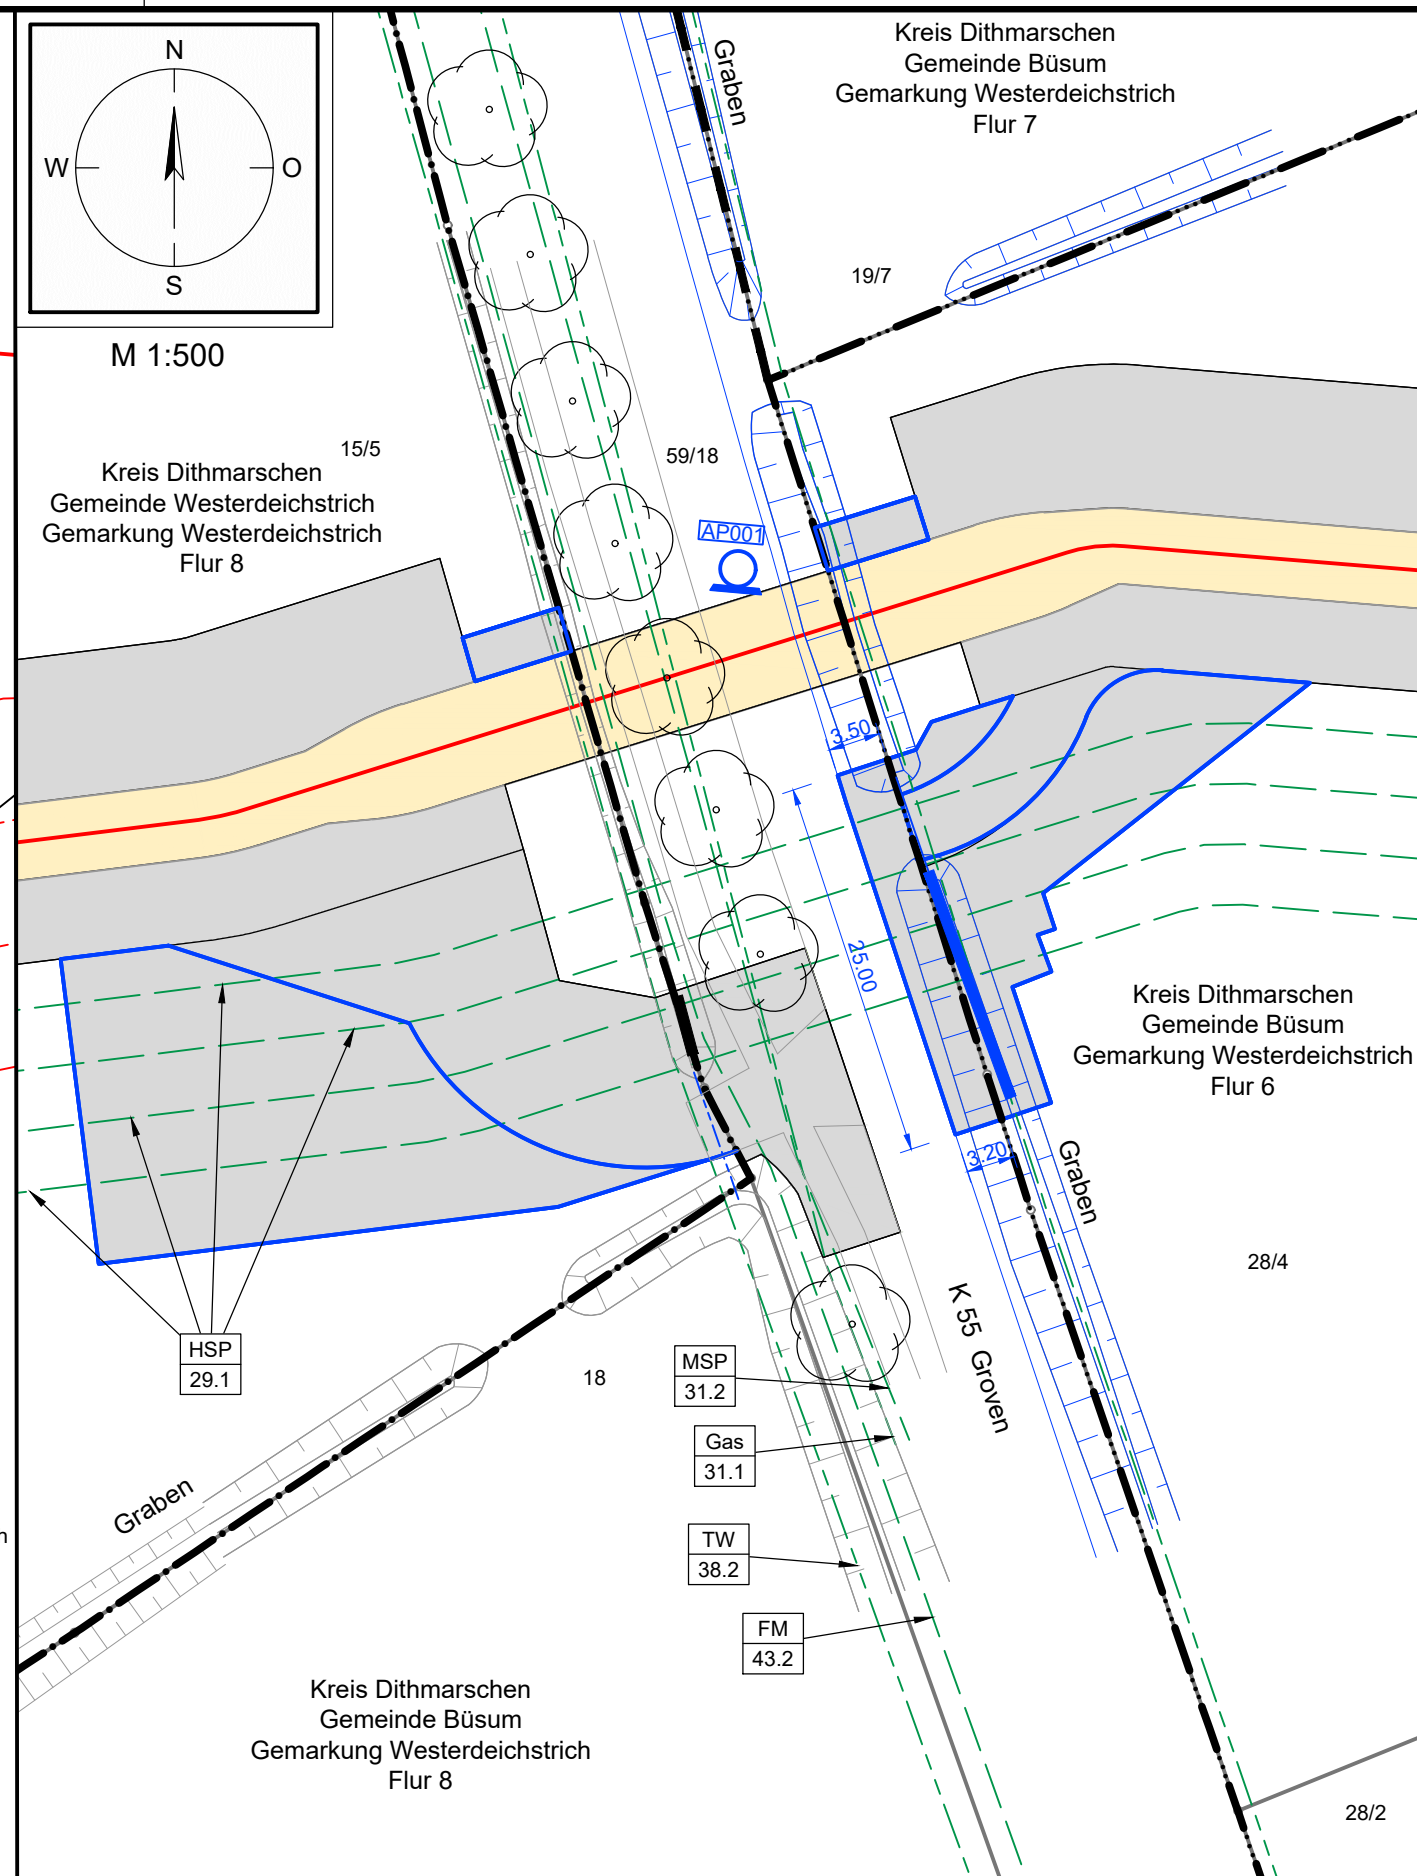 N
W
O
S
M 1:500
Kreis Dithmarschen
Gemeinde Büsum
Gemarkung Westerdeichstrich
Flur 7
Graben
19/7
15/5
59/18
Kreis Dithmarschen
Gemeinde Westerdeichstrich
Gemarkung Westerdeichstrich
Flur 8
AP001
3.50
25.00
Kreis Dithmarschen
Gemeinde Büsum
Gemarkung Westerdeichstrich
Flur 6
3.20
Graben
28/4
K 55 Groven
HSP
29.1
18
MSP
31.2
Gas
31.1
TW
38.2
FM
43.2
Graben
n
Kreis Dithmarschen
Gemeinde Büsum
Gemarkung Westerdeichstrich
Flur 8
28/2